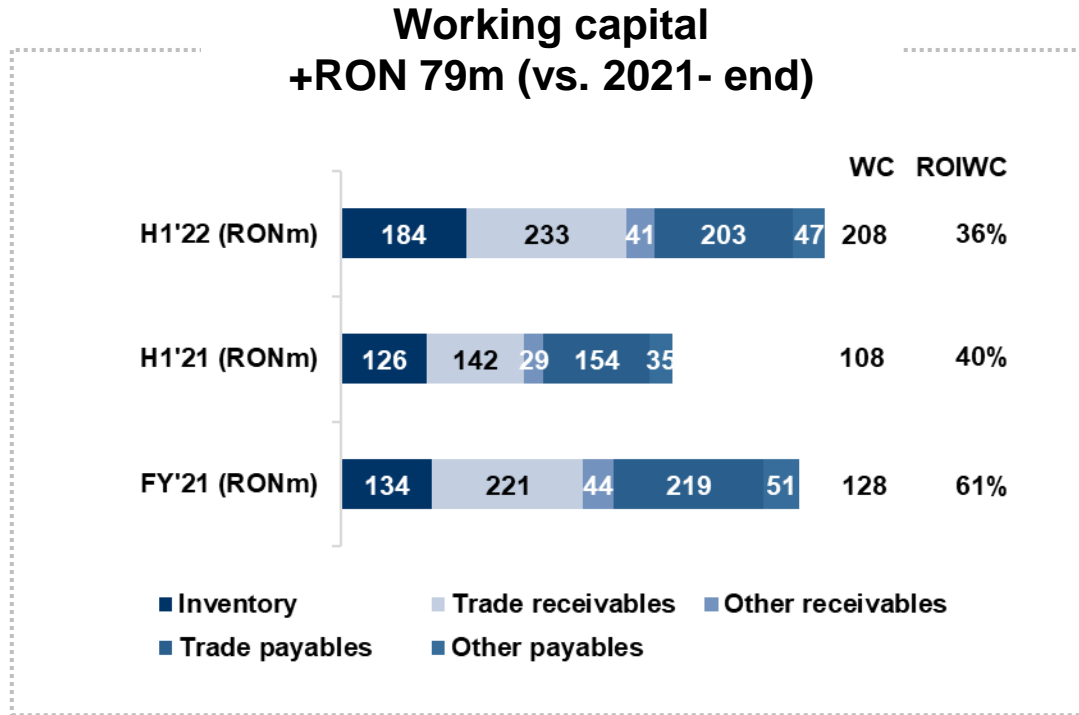 Working capital
+RON 79m (vs. 2021- end)
WC ROIWC
H1'22 (RONm) 184 233 41 203 47 208 36%
H1'21 (RONm) 126 142 29 154 35 108 40%
FY'21 (RONm) 134 221 44 219 51 128 61%
Inventory Trade receivables Other receivables
Trade payables Other payables